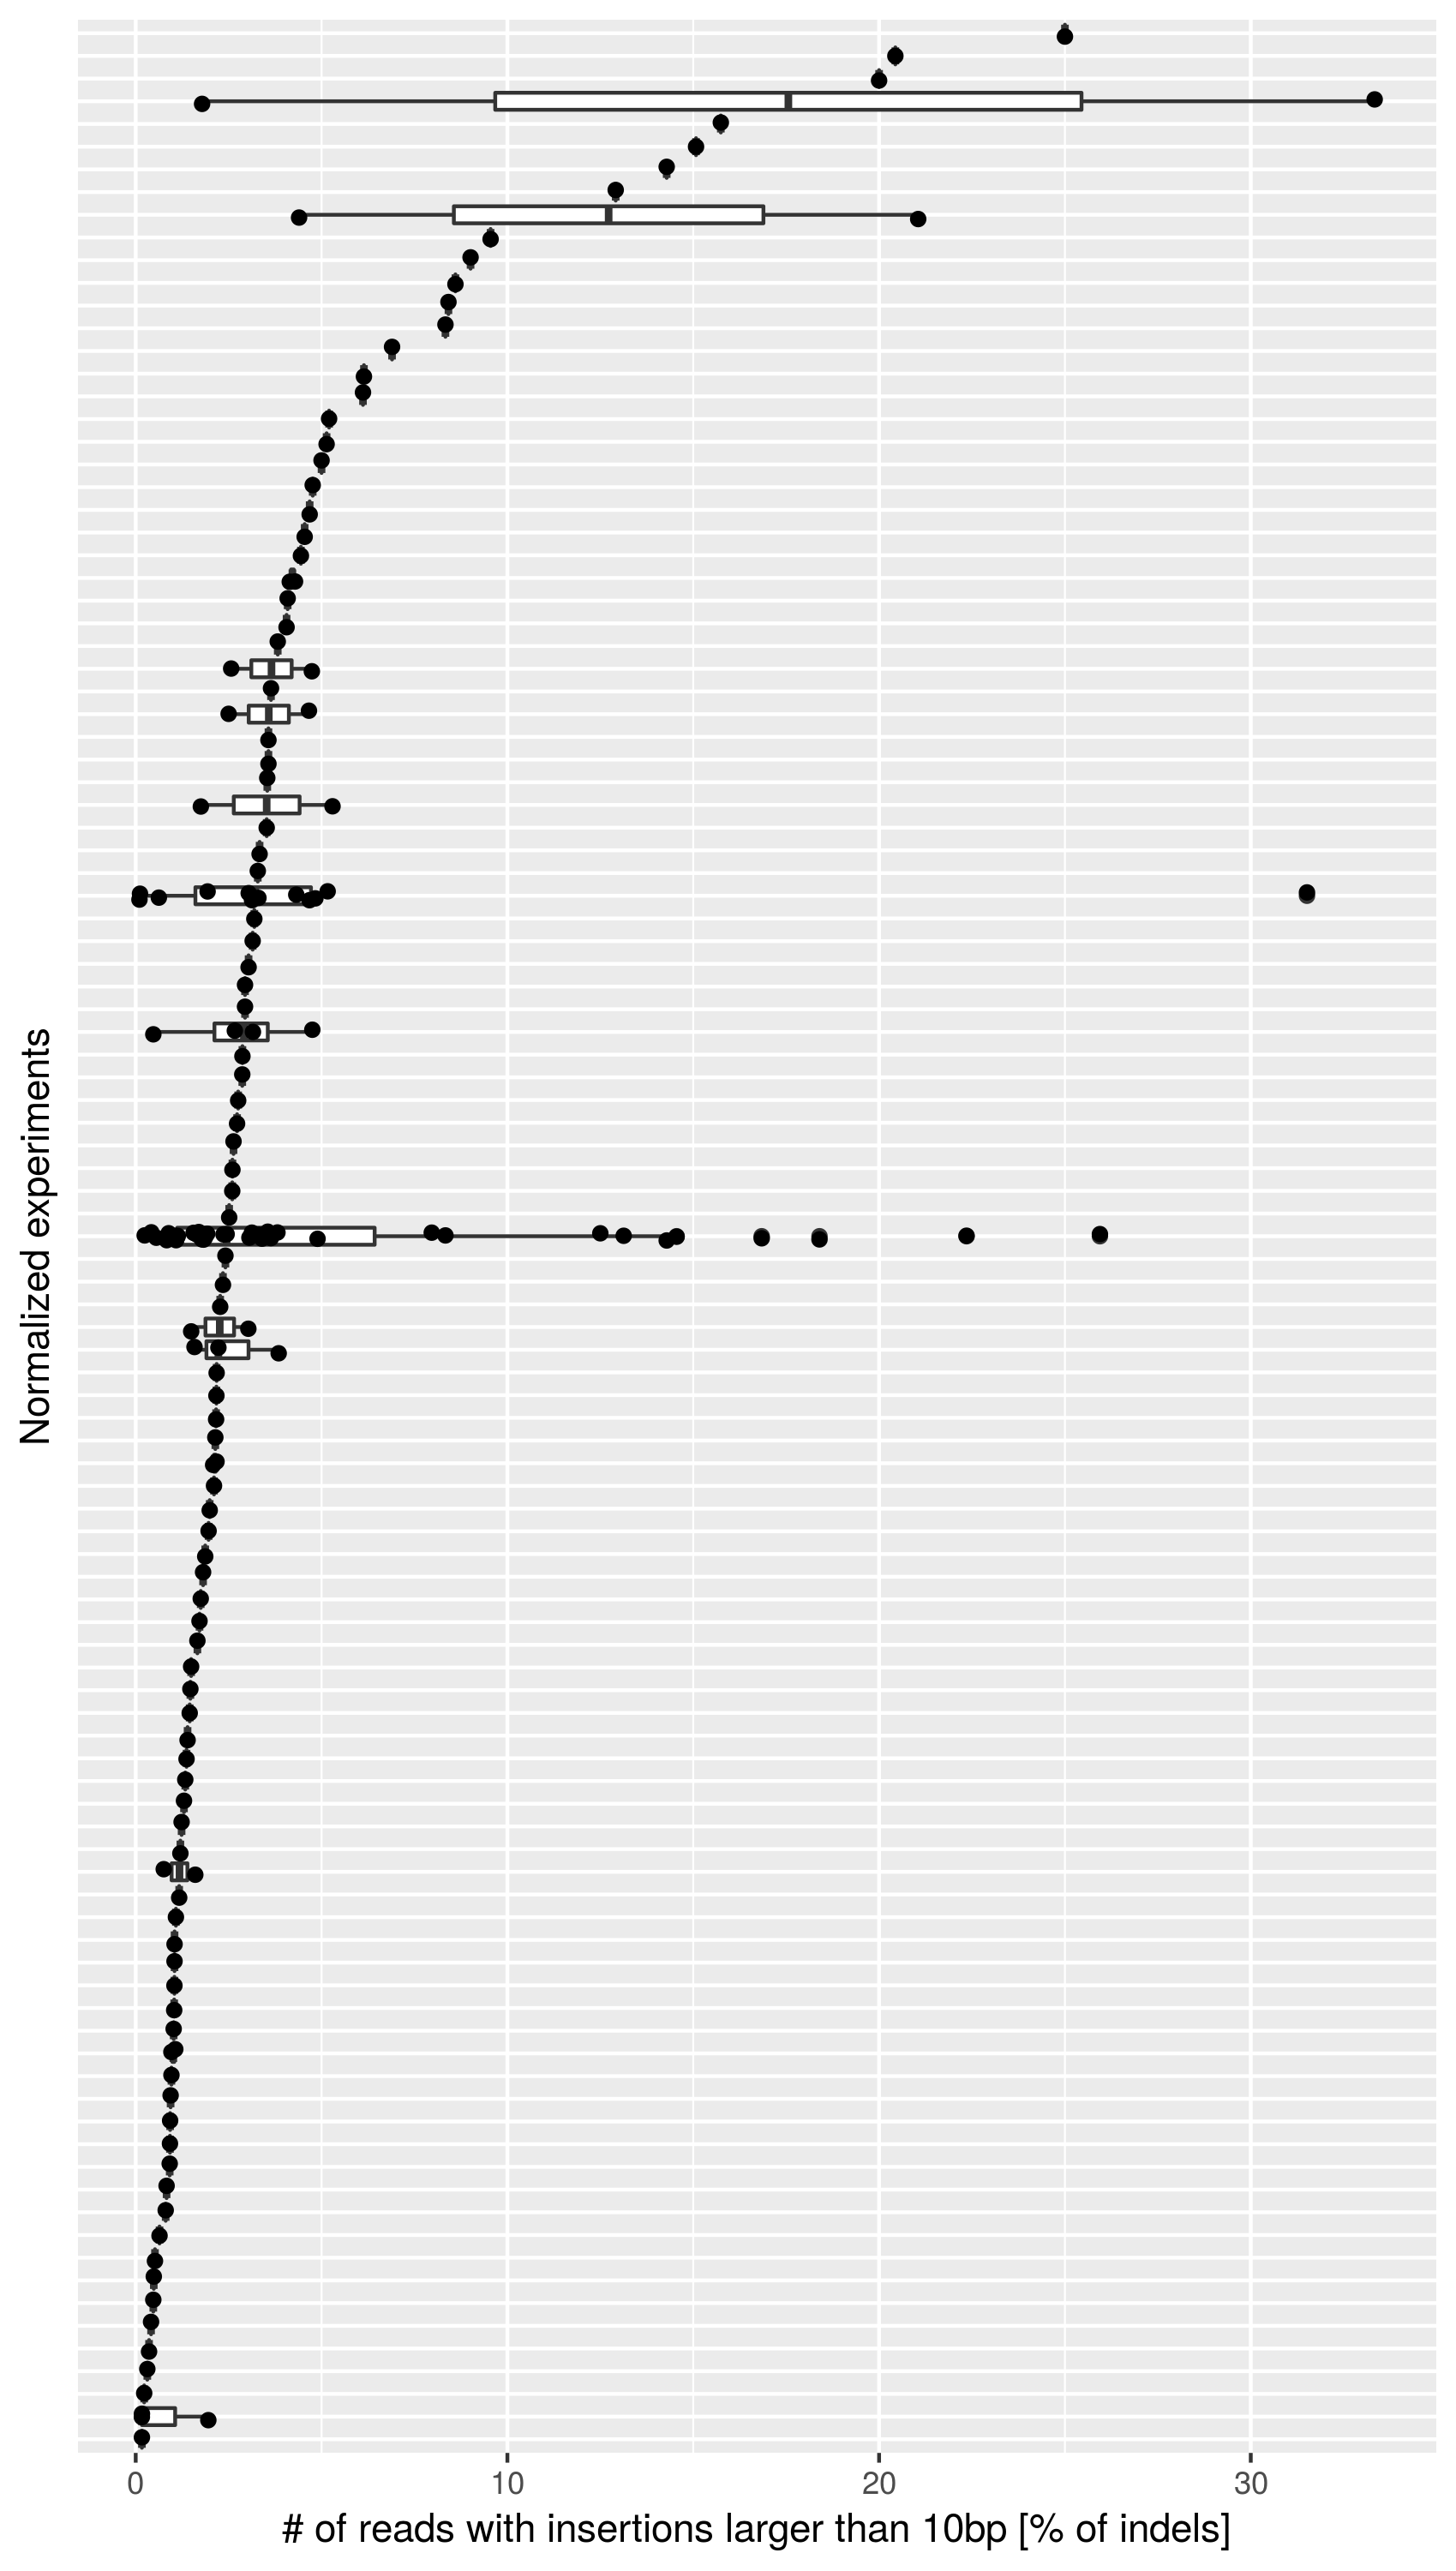 Normalized experiments
0 10 20 30
# of reads with insertions larger than 10bp [% of indels]